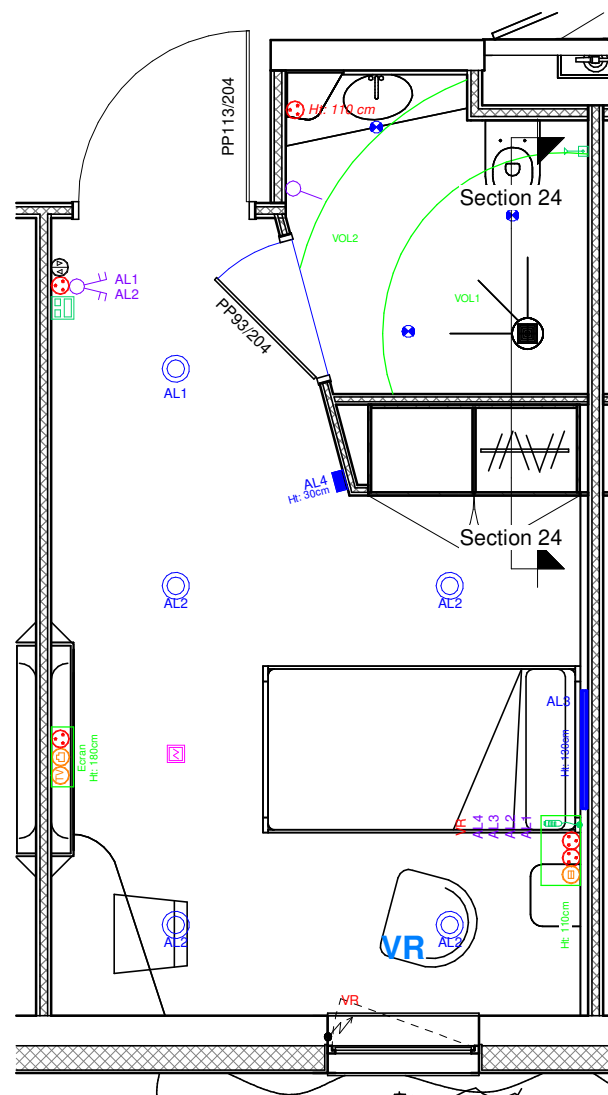 PP113/204
Ht: 110 cm
Section 24
VOL2
AL1
AL2
VOL1
PP93/204
AL1
AL4
Ht: 30cm
Section 24
AL2
AL2
AL3
Ecran
Ht: 180cm
TV
Ht: 130cm
VR
AL4
AL3
AL2
AL1
Ht: 110cm
AL2
AL2
VR
VR